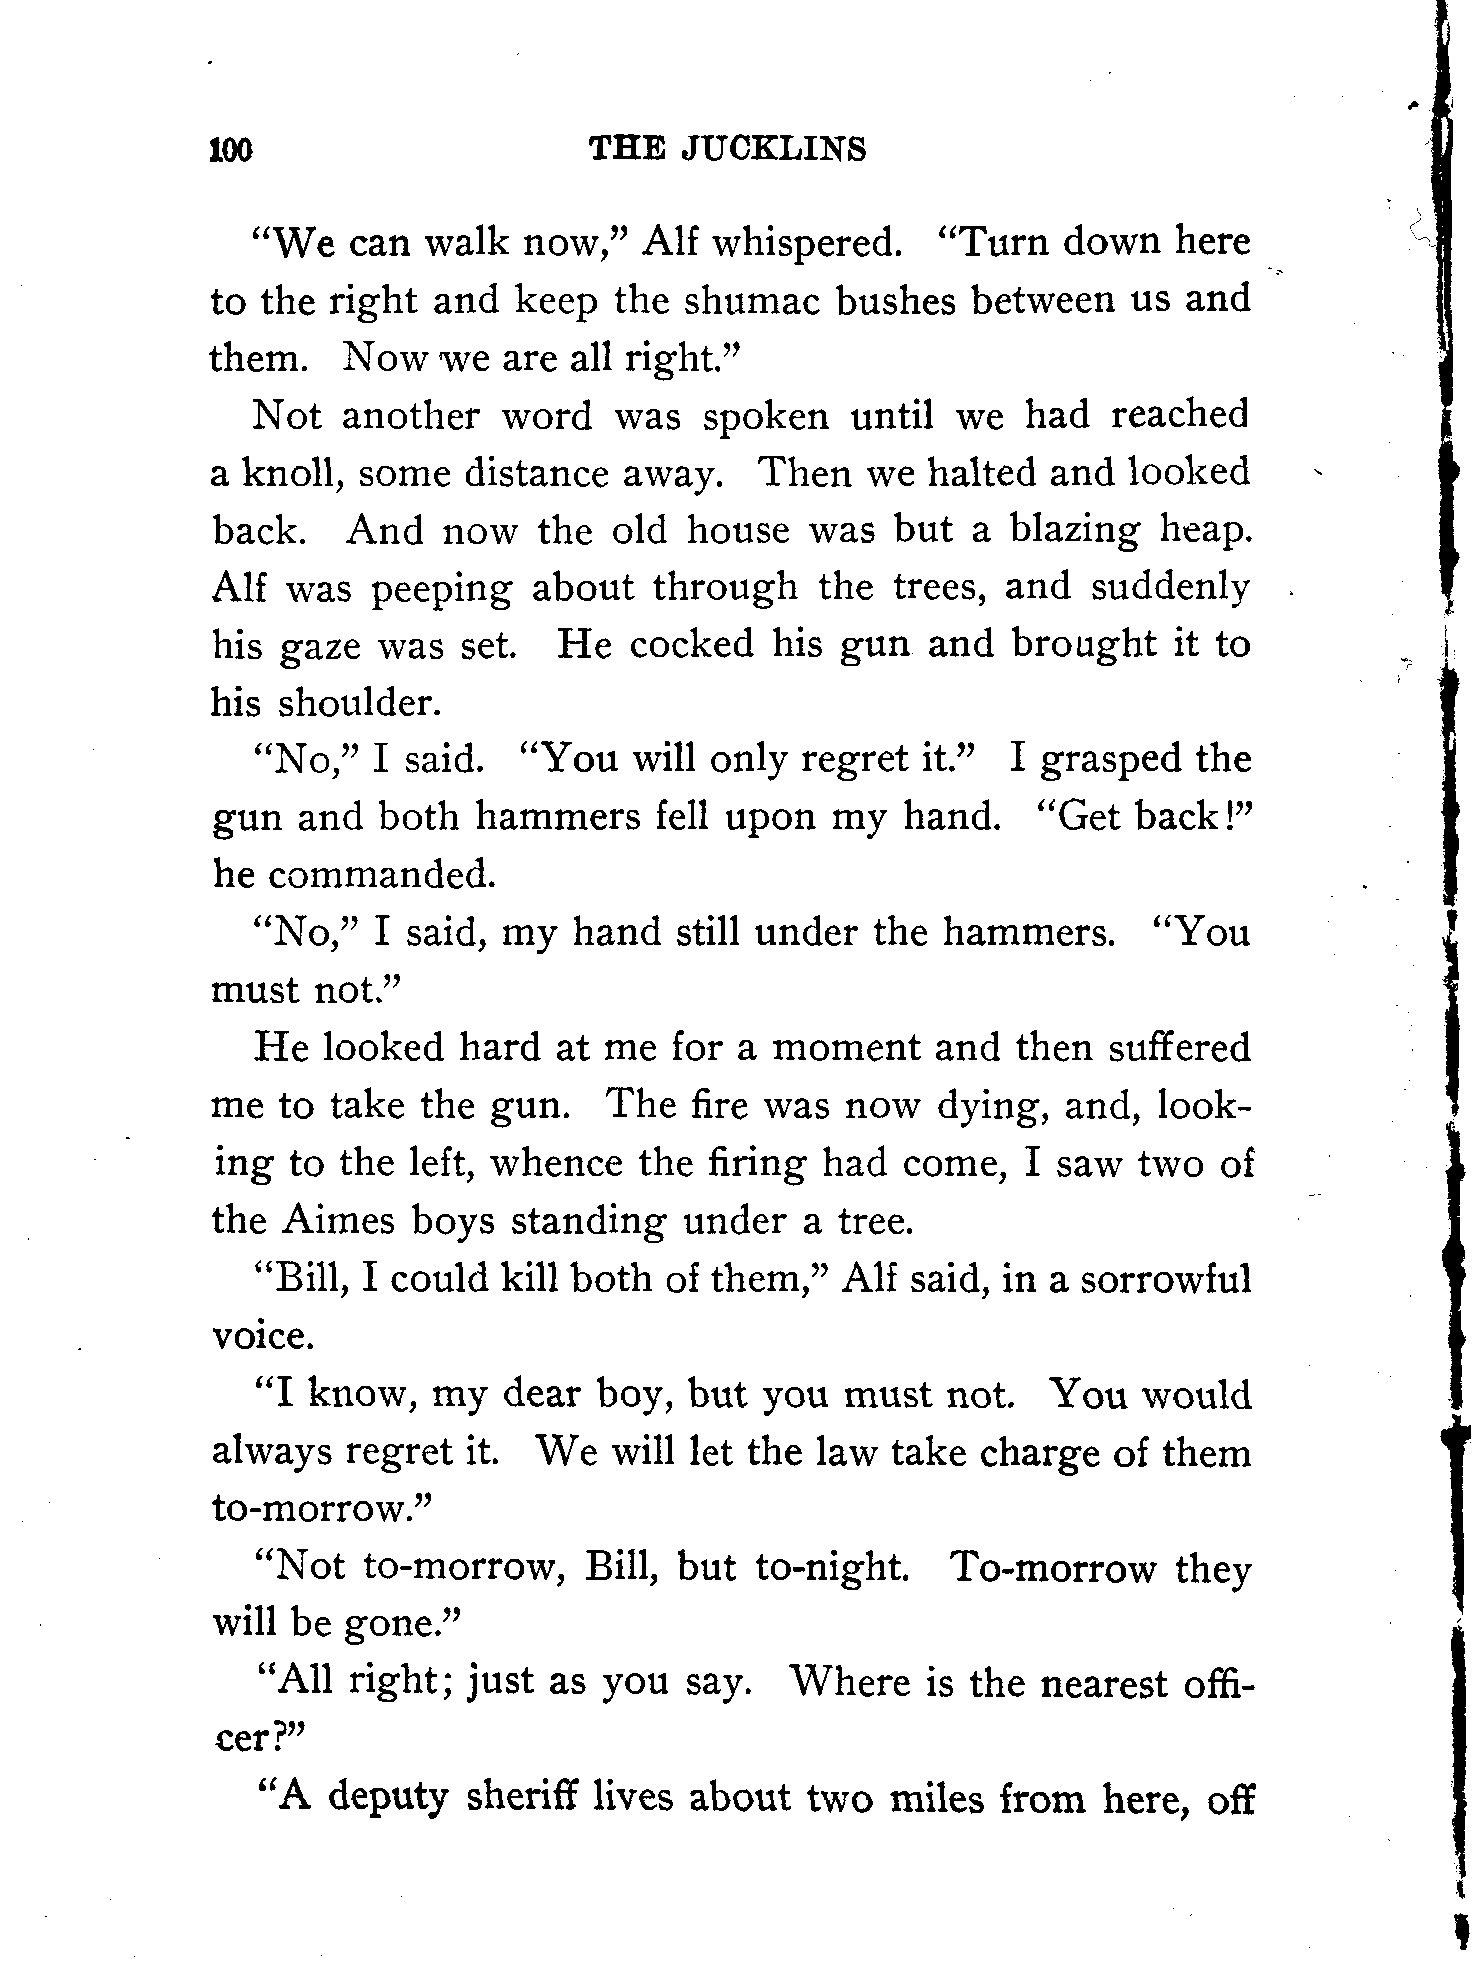 100 THE JUCKLINS
"We can walk now," Alf whispered. "Turn down here
to the right and keep the shumac bushes between us and
them. Now we are all right."
Not another word was spoken until we had reached
a knoll, some distance away. Then we halted and looked
back. And now the old house was but a blazing heap.
Alf was peeping about through the trees, and suddenly
his gaze was set. He cocked his gun and brought it to
his shoulder.
"No," I said. "You will only regret it." I grasped the
gun and both hammers fell upon my hand. "Get back!"
he commanded.
"No," I said, my hand still under the hammers. "You
must not."
He looked hard at me for a moment and then suffered
me to take the gun. The fire was now dying, and, look-
ing to the left, whence the firing had come, I saw two of
the Aimes boys standing under a tree.
"Bill, I could kill both of them," Alf said, in a sorrowful
voice.
"I know, my dear boy, but you must not. You would
always regret it. We will let the law take charge of them
to-morrow."
"Not to-morrow, Bill, but to-night. To-morrow they
will be gone."
"All right; just as you say. Where is the nearest offi-
cer?"
"A deputy sheriff lives about two miles from here, off